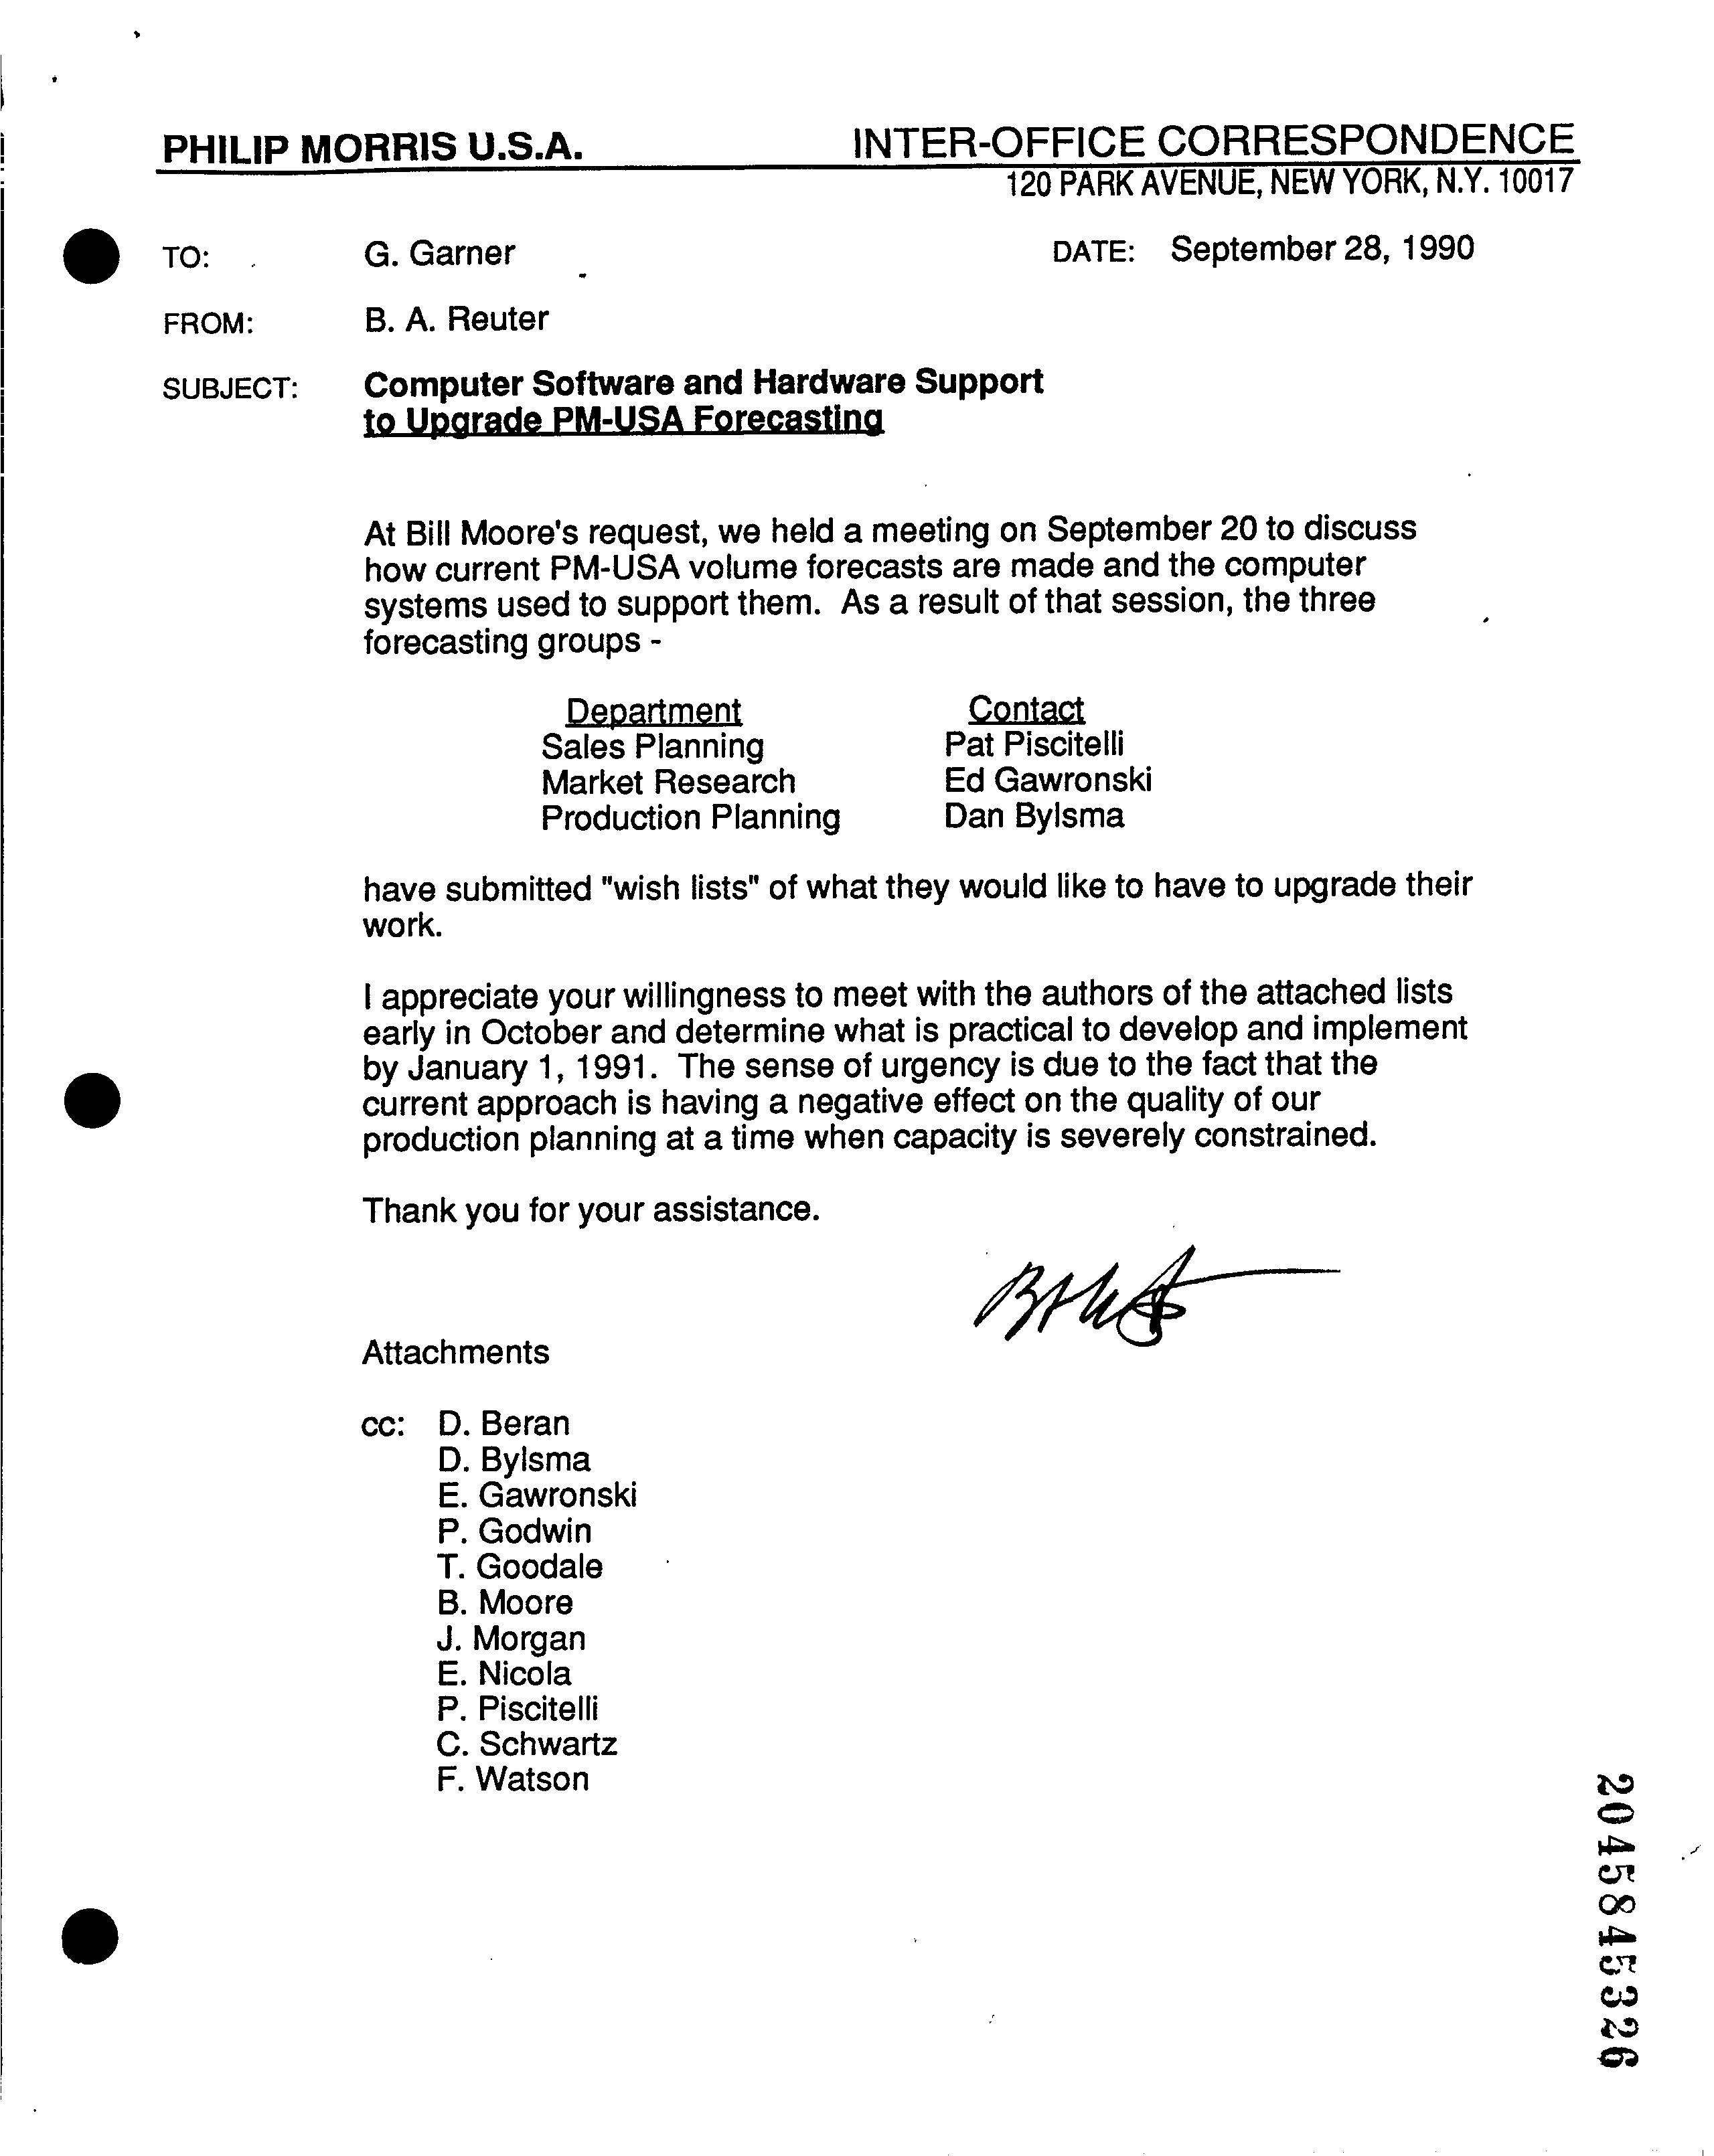 PHILIP MORRIS U.S.A. INTER-OFFICE CORRESPONDENCE
120 PARK AVENUE, NEW YORK, N.Y. 10017
TO: G. Garner DATE: September 28, 1990
FROM: B. A. Reuter
SUBJECT: Computer Software and Hardware Support
to Upgrade PM-USA Forecasting
At Bill Moore's request, we held a meeting on September 20 to discuss
how current PM-USA volume forecasts are made and the computer
systems used to support them. As a result of that session, the three
forecasting groups -
Department Contact
Sales Planning Pat Piscitelli
Market Research Ed Gawronski
Production Planning Dan Bylsma
have submitted "wish lists" of what they would like to have to upgrade their
work.
I appreciate your willingness to meet with the authors of the attached lists
early in October and determine what is practical to develop and implement
by January 1, 1991. The sense of urgency is due to the fact that the
current approach is having a negative effect on the quality of our
production planning at a time when capacity is severely constrained.
Thank you for your assistance.
Attachments
cc: D. Beran
D. Bylsma
E. Gawronski
P. Godwin
T. Goodale
B. Moore
J. Morgan
E. Nicola
P. Piscitelli
C. Schwartz
F. Watson
2045845326